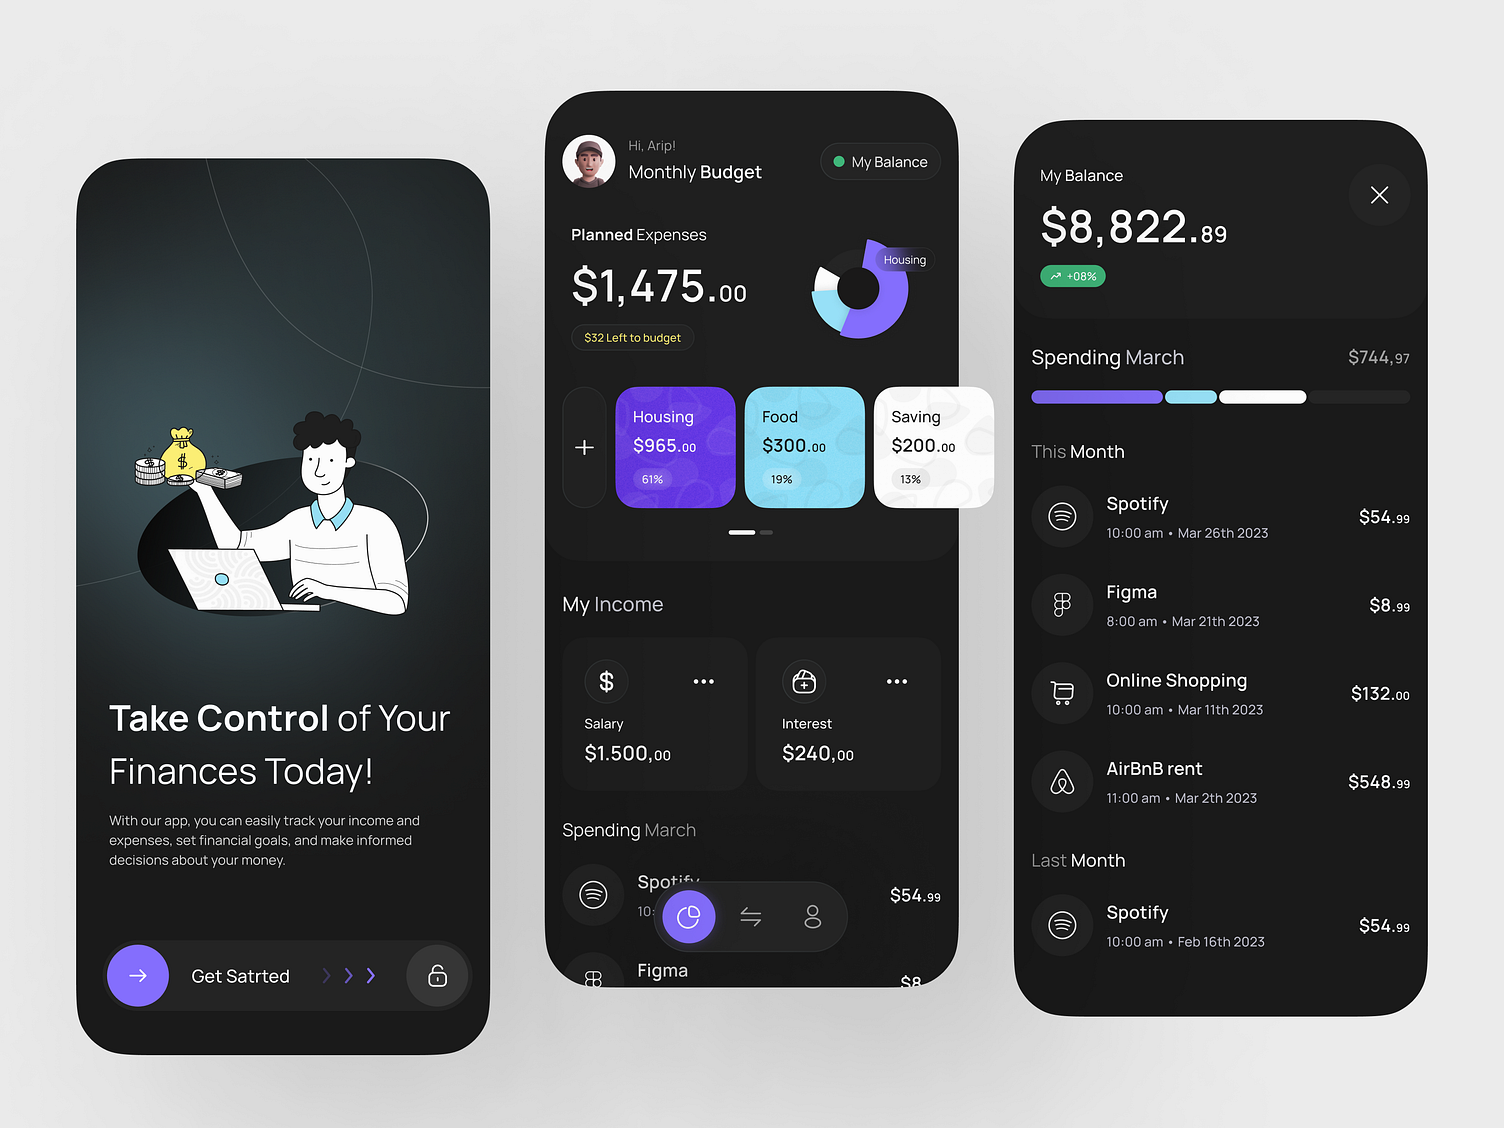 Take Control of Your
Finances Today!
With our app, you can easily track your income and
expenses, set financial goals, and make informed
decisions about your money.
Get Satrted
Hi, Arip!
Monthly Budget
My Balance
Planned Expenses
$1,475.00
$32 Left to budget
Housing
Housing
$965.00
61%
Food
$300.00
19%
Saving
$200.00
13%
My Income
Salary
$1.500,00
Interest
$240,00
Spending March
Spotify
10:
$54.99
Figma
$8
My Balance
$8,822.89
+08%
Spending March
$744,97
This Month
Spotify
10:00 am • Mar 26th 2023
$54.99
Figma
8:00 am • Mar 21th 2023
$8.99
Online Shopping
10:00 am • Mar 11th 2023
$132.00
AirBnB rent
11:00 am • Mar 2th 2023
$548.99
Last Month
Spotify
10:00 am • Feb 16th 2023
$54.99